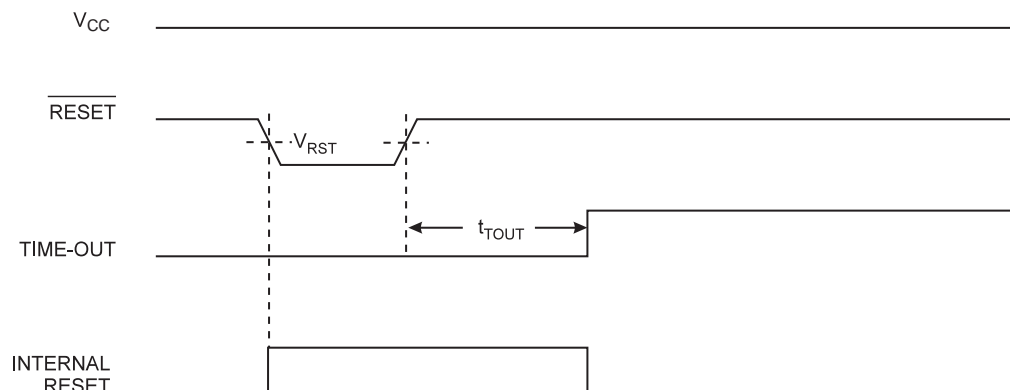 VCC
RESET
VRST
tTOUT
TIME-OUT
INTERNAL
RESET